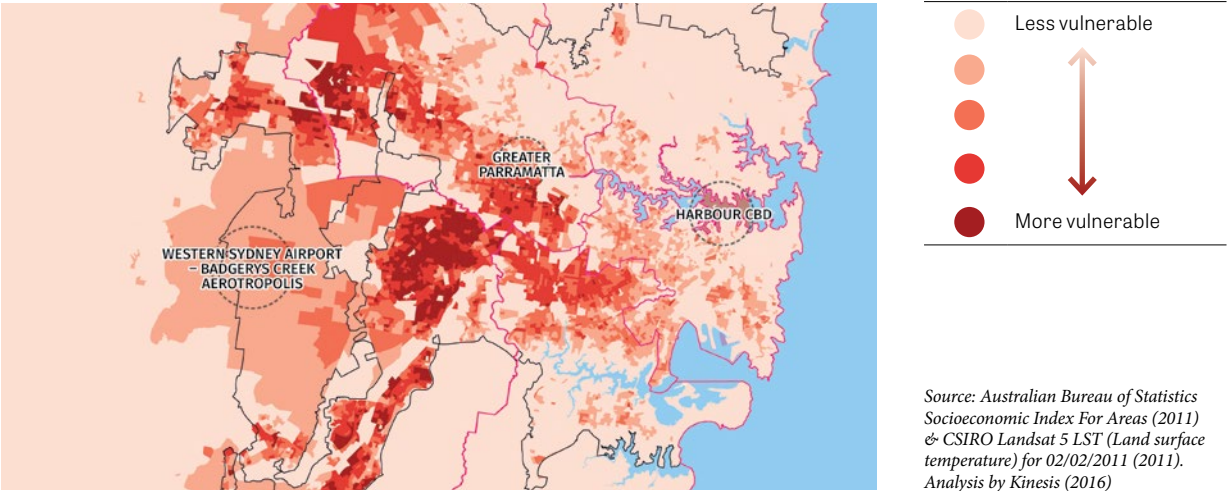 GREATER
PARRAMATTA
HARBOUR CBD
WESTERN SYDNEY AIRPORT
– BADGERYS CREEK
AEROTROPOLIS
Less vulnerable
More vulnerable
Source: Australian Bureau of Statistics
Socioeconomic Index For Areas (2011)
& CSIRO Landsat 5 LST (Land surface
temperature) for 02/02/2011 (2011).
Analysis by Kinesis (2016)